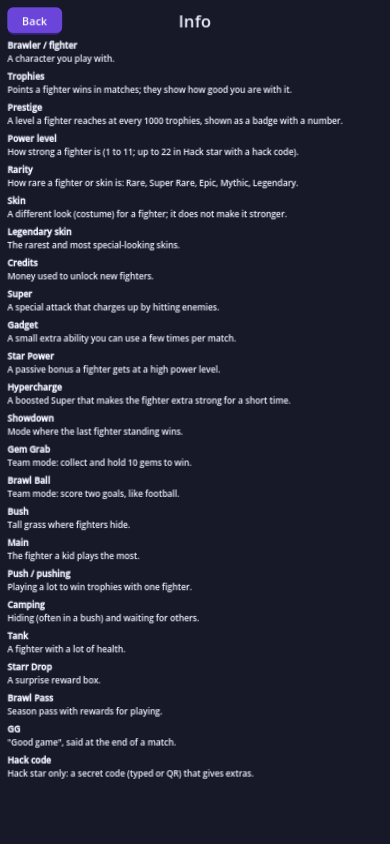 Back
Info
Brawler / fighter
A character you play with.
Trophies
Points a fighter wins in matches; they show how good you are with it.
Prestige
A level a fighter reaches at every 1000 trophies, shown as a badge with a number.
Power level
How strong a fighter is (1 to 11; up to 22 in Hack star with a hack code).
Rarity
How rare a fighter or skin is: Rare, Super Rare, Epic, Mythic, Legendary.
Skin
A different look (costume) for a fighter; it does not make it stronger.
Legendary skin
The rarest and most special-looking skins.
Credits
Money used to unlock new fighters.
Super
A special attack that charges up by hitting enemies.
Gadget
A small extra ability you can use a few times per match.
Star Power
A passive bonus a fighter gets at a high power level.
Hypercharge
A boosted Super that makes the fighter extra strong for a short time.
Showdown
Mode where the last fighter standing wins.
Gem Grab
Team mode: collect and hold 10 gems to win.
Brawl Ball
Team mode: score two goals, like football.
Bush
Tall grass where fighters hide.
Main
The fighter a kid plays the most.
Push / pushing
Playing a lot to win trophies with one fighter.
Camping
Hiding (often in a bush) and waiting for others.
Tank
A fighter with a lot of health.
Starr Drop
A surprise reward box.
Brawl Pass
Season pass with rewards for playing.
GG
"Good game", said at the end of a match.
Hack code
Hack star only: a secret code (typed or QR) that gives extras.